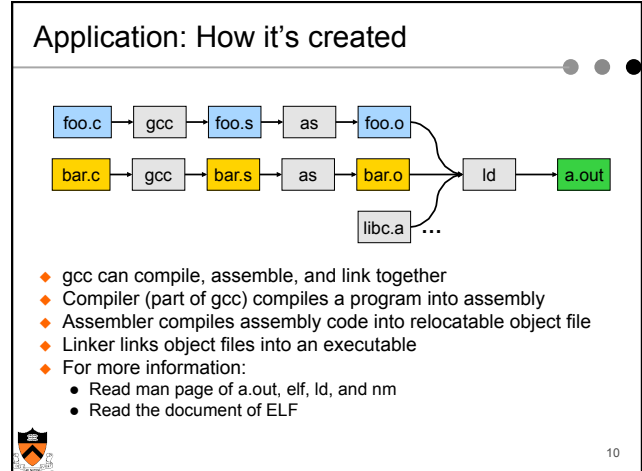 Application: How it's created
foo.c gcc foo.s as foo.o
bar.c gcc bar.s as bar.o ld a.out
libc.a ...
gcc can compile, assemble, and link together
Compiler (part of gcc) compiles a program into assembly
Assembler compiles assembly code into relocatable object file
Linker links object files into an executable
For more information:
Read man page of a.out, elf, ld, and nm
Read the document of ELF
10